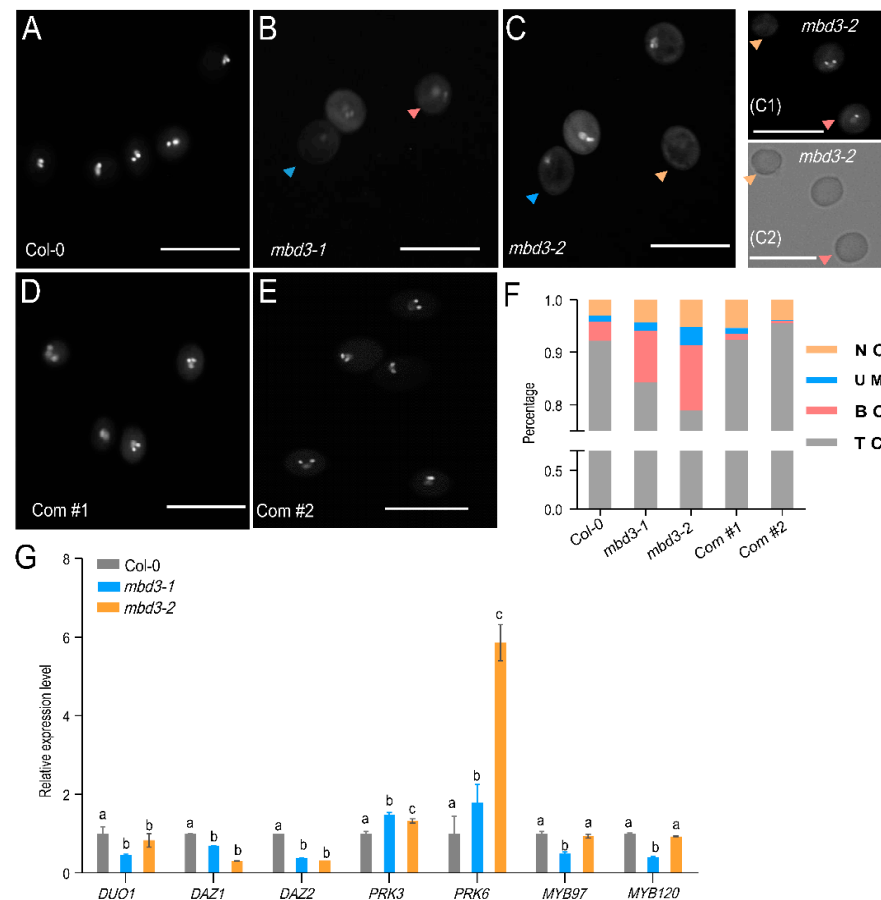 A
B
C
mbd3-2
(C1)
mbd3-2
(C2)
Col-0
mbd3-1
mbd3-2
D
E
F
Com #1
Com #2
1.0
0.9
0.8
0.5
0.0
Percentage
N C
U M
B C
T C
Col-0
mbd3-1
mbd3-2
Com #1
Com #2
G
Col-0
mbd3-1
mbd3-2
Relative expression level
8
6
4
2
0
a b b
a b b
a b b
a b c
a b c
a b a
a b a
DUO1 DAZ1 DAZ2 PRK3 PRK6 MYB97 MYB120